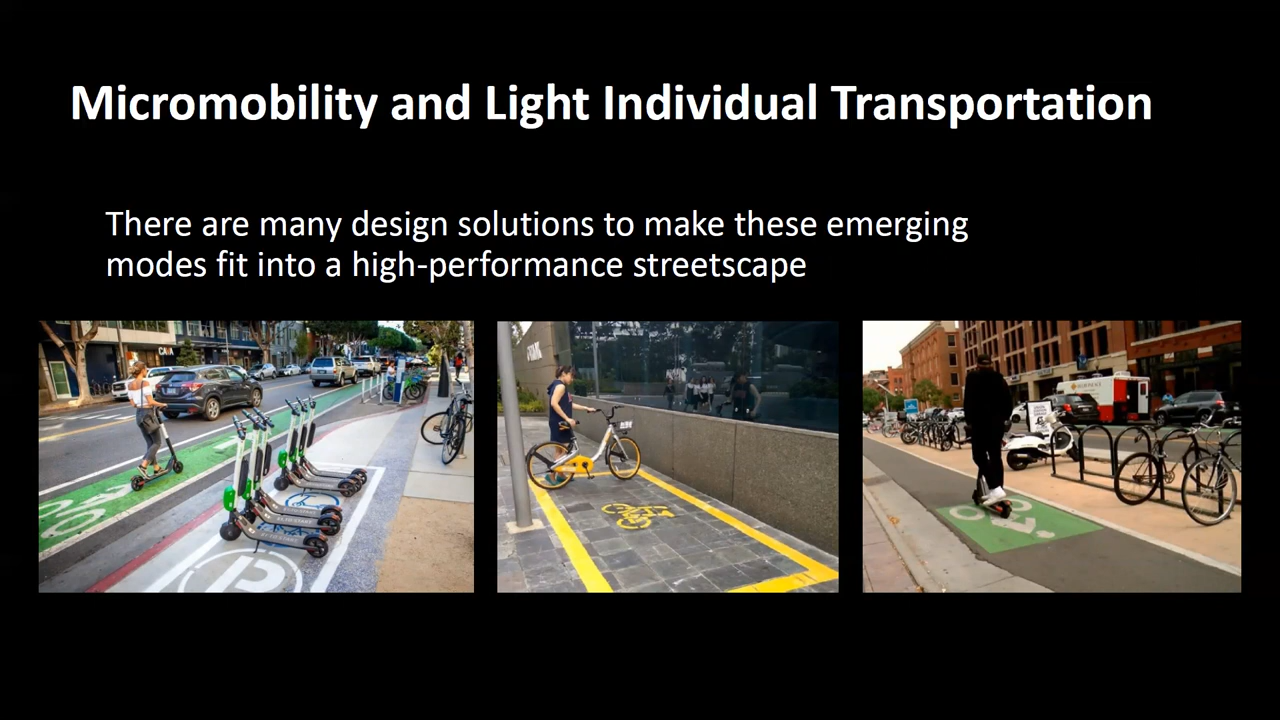 Micromobility and Light Individual Transportation
There are many design solutions to make these emerging
modes fit into a high-performance streetscape